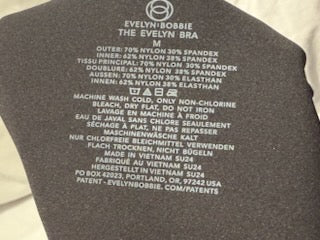 EVELYN BOBBIE
THE EVELYN BRA
M
OUTER: 70% NYLON 30% SPANDEX
INNER: 62% NYLON 38% SPANDEX
TISSU PRINCIPAL: 70% NYLON 30% SPANDEX
DOUBLURE: 62% NYLON 38% SPANDEX
AUSSEN: 70% NYLON 30% ELASTHAN
INNEN: 62% NYLON 38% ELASTHAN
MACHINE WASH COLD, ONLY NON-CHLORINE
BLEACH, DRY FLAT, DO NOT IRON
LAVAGE EN MACHINE À FROID
EAU DE JAVAL SANS CHLORE SEAULEMENT
SÉCHAGE À PLAT, NE PAS REPASSER
MASCHINENWÄSCHE KALT
NUR CHLORFREIE BLEICHMITTEL VERWENDEN
FLACH TROCKNEN, NICHT BÜGELN
MADE IN VIETNAM SU24
FABRIQUÉ AU VIETNAM SU24
HERGESTELLT IN VIETNAM SU24
PO BOX 42023, PORTLAND, OR, 97242 USA
PATENT - EVELYNBOBBIE.COM/PATENTS